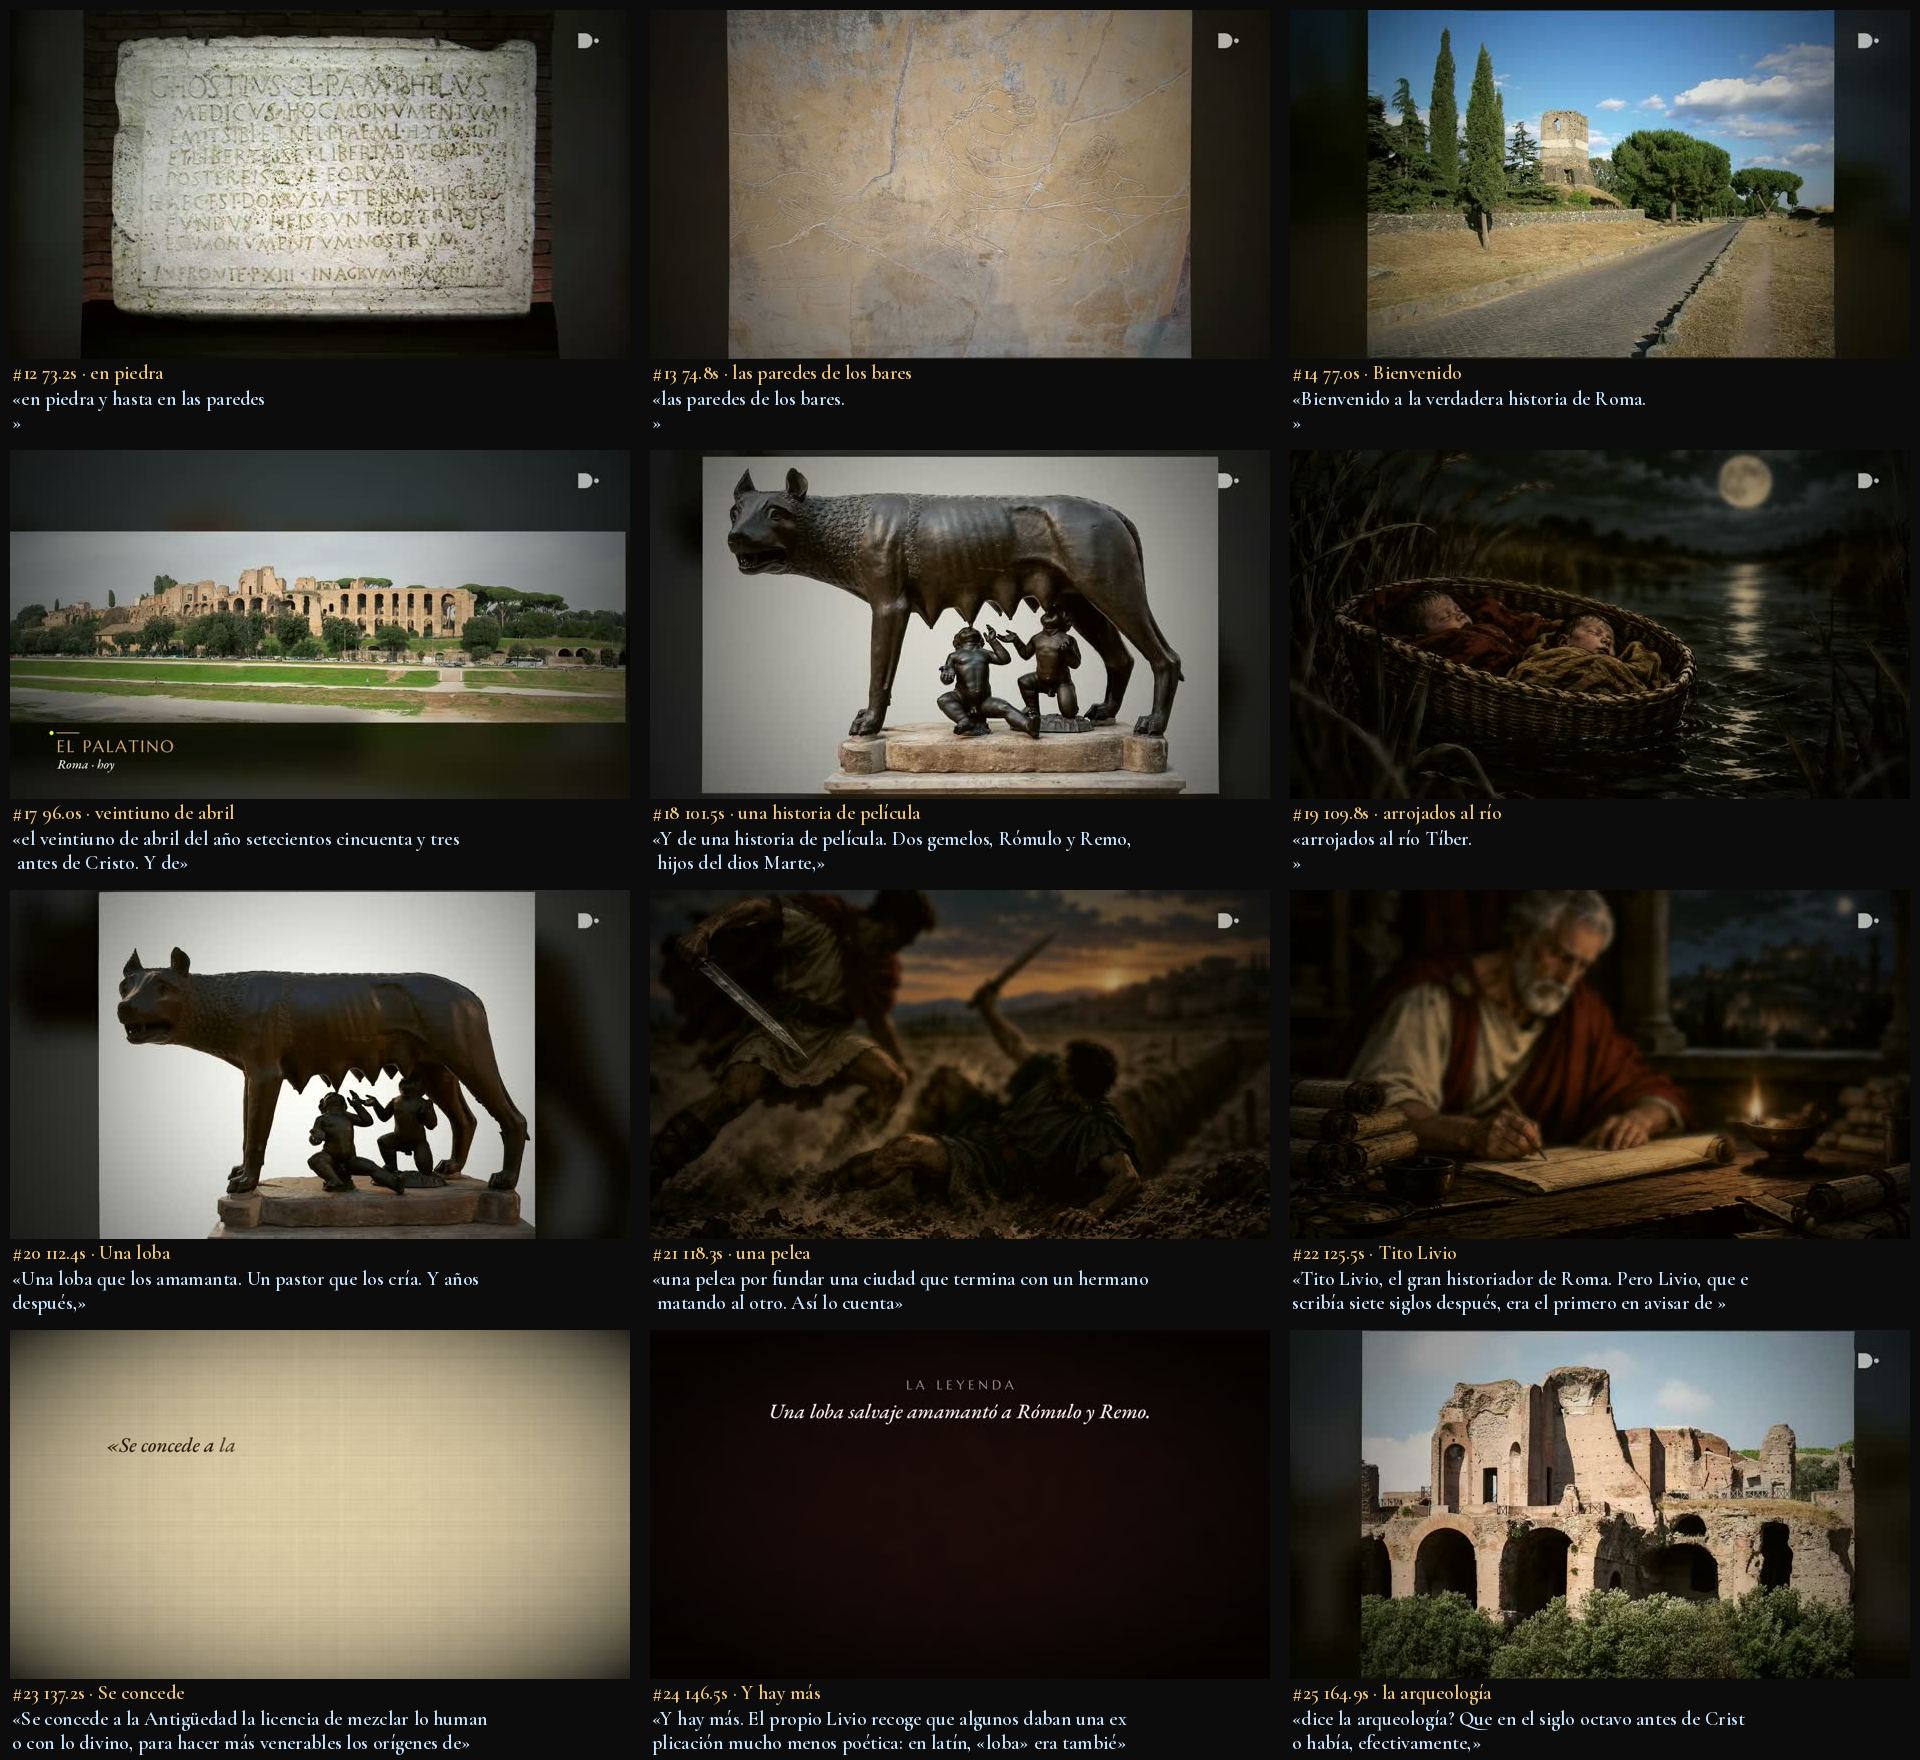 MEDICVS HOC MONVMENTVM
POSTEREISQVE EORVM
#12 73.2s · en piedra
«en piedra y hasta en las paredes
»
#13 74.8s · las paredes de los bares
«las paredes de los bares.
»
#14 77.0s · Bienvenido
«Bienvenido a la verdadera historia de Roma.
»
EL PALATINO
Roma · hoy
#17 96.0s · veintiuno de abril
«el veintiuno de abril del año setecientos cincuenta y tres
antes de Cristo. Y de»
#18 101.5s · una historia de película
«Y de una historia de película. Dos gemelos, Rómulo y Remo,
hijos del dios Marte,»
#19 109.8s · arrojados al río
«arrojados al río Tíber.
»
#20 112.4s · Una loba
«Una loba que los amamanta. Un pastor que los cría. Y años
después,»
#21 118.3s · una pelea
«una pelea por fundar una ciudad que termina con un hermano
matando al otro. Así lo cuenta»
#22 125.5s · Tito Livio
«Tito Livio, el gran historiador de Roma. Pero Livio, que e
scribía siete siglos después, era el primero en avisar de »
«Se concede a la
#23 137.2s · Se concede
«Se concede a la Antigüedad la licencia de mezclar lo human
o con lo divino, para hacer más venerables los orígenes de»
LA LEYENDA
Una loba salvaje amamantó a Rómulo y Remo.
#24 146.5s · Y hay más
«Y hay más. El propio Livio recoge que algunos daban una ex
plicación mucho menos poética: en latín, «loba» era tambié»
#25 164.9s · la arqueología
«dice la arqueología? Que en el siglo octavo antes de Crist
o había, efectivamente,»